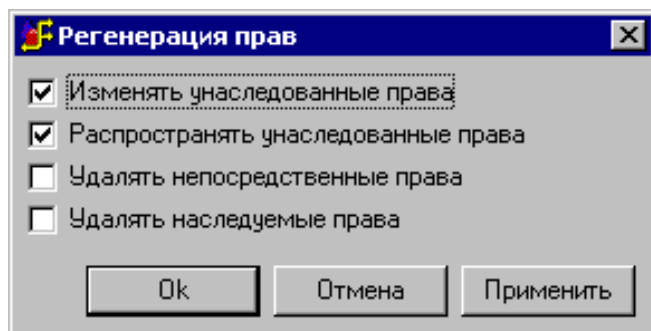 Регенерация прав
Изменять унаследованные права
Распространять унаследованные права
Удалять непосредственные права
Удалять наследуемые права
Ok Отмена Применить